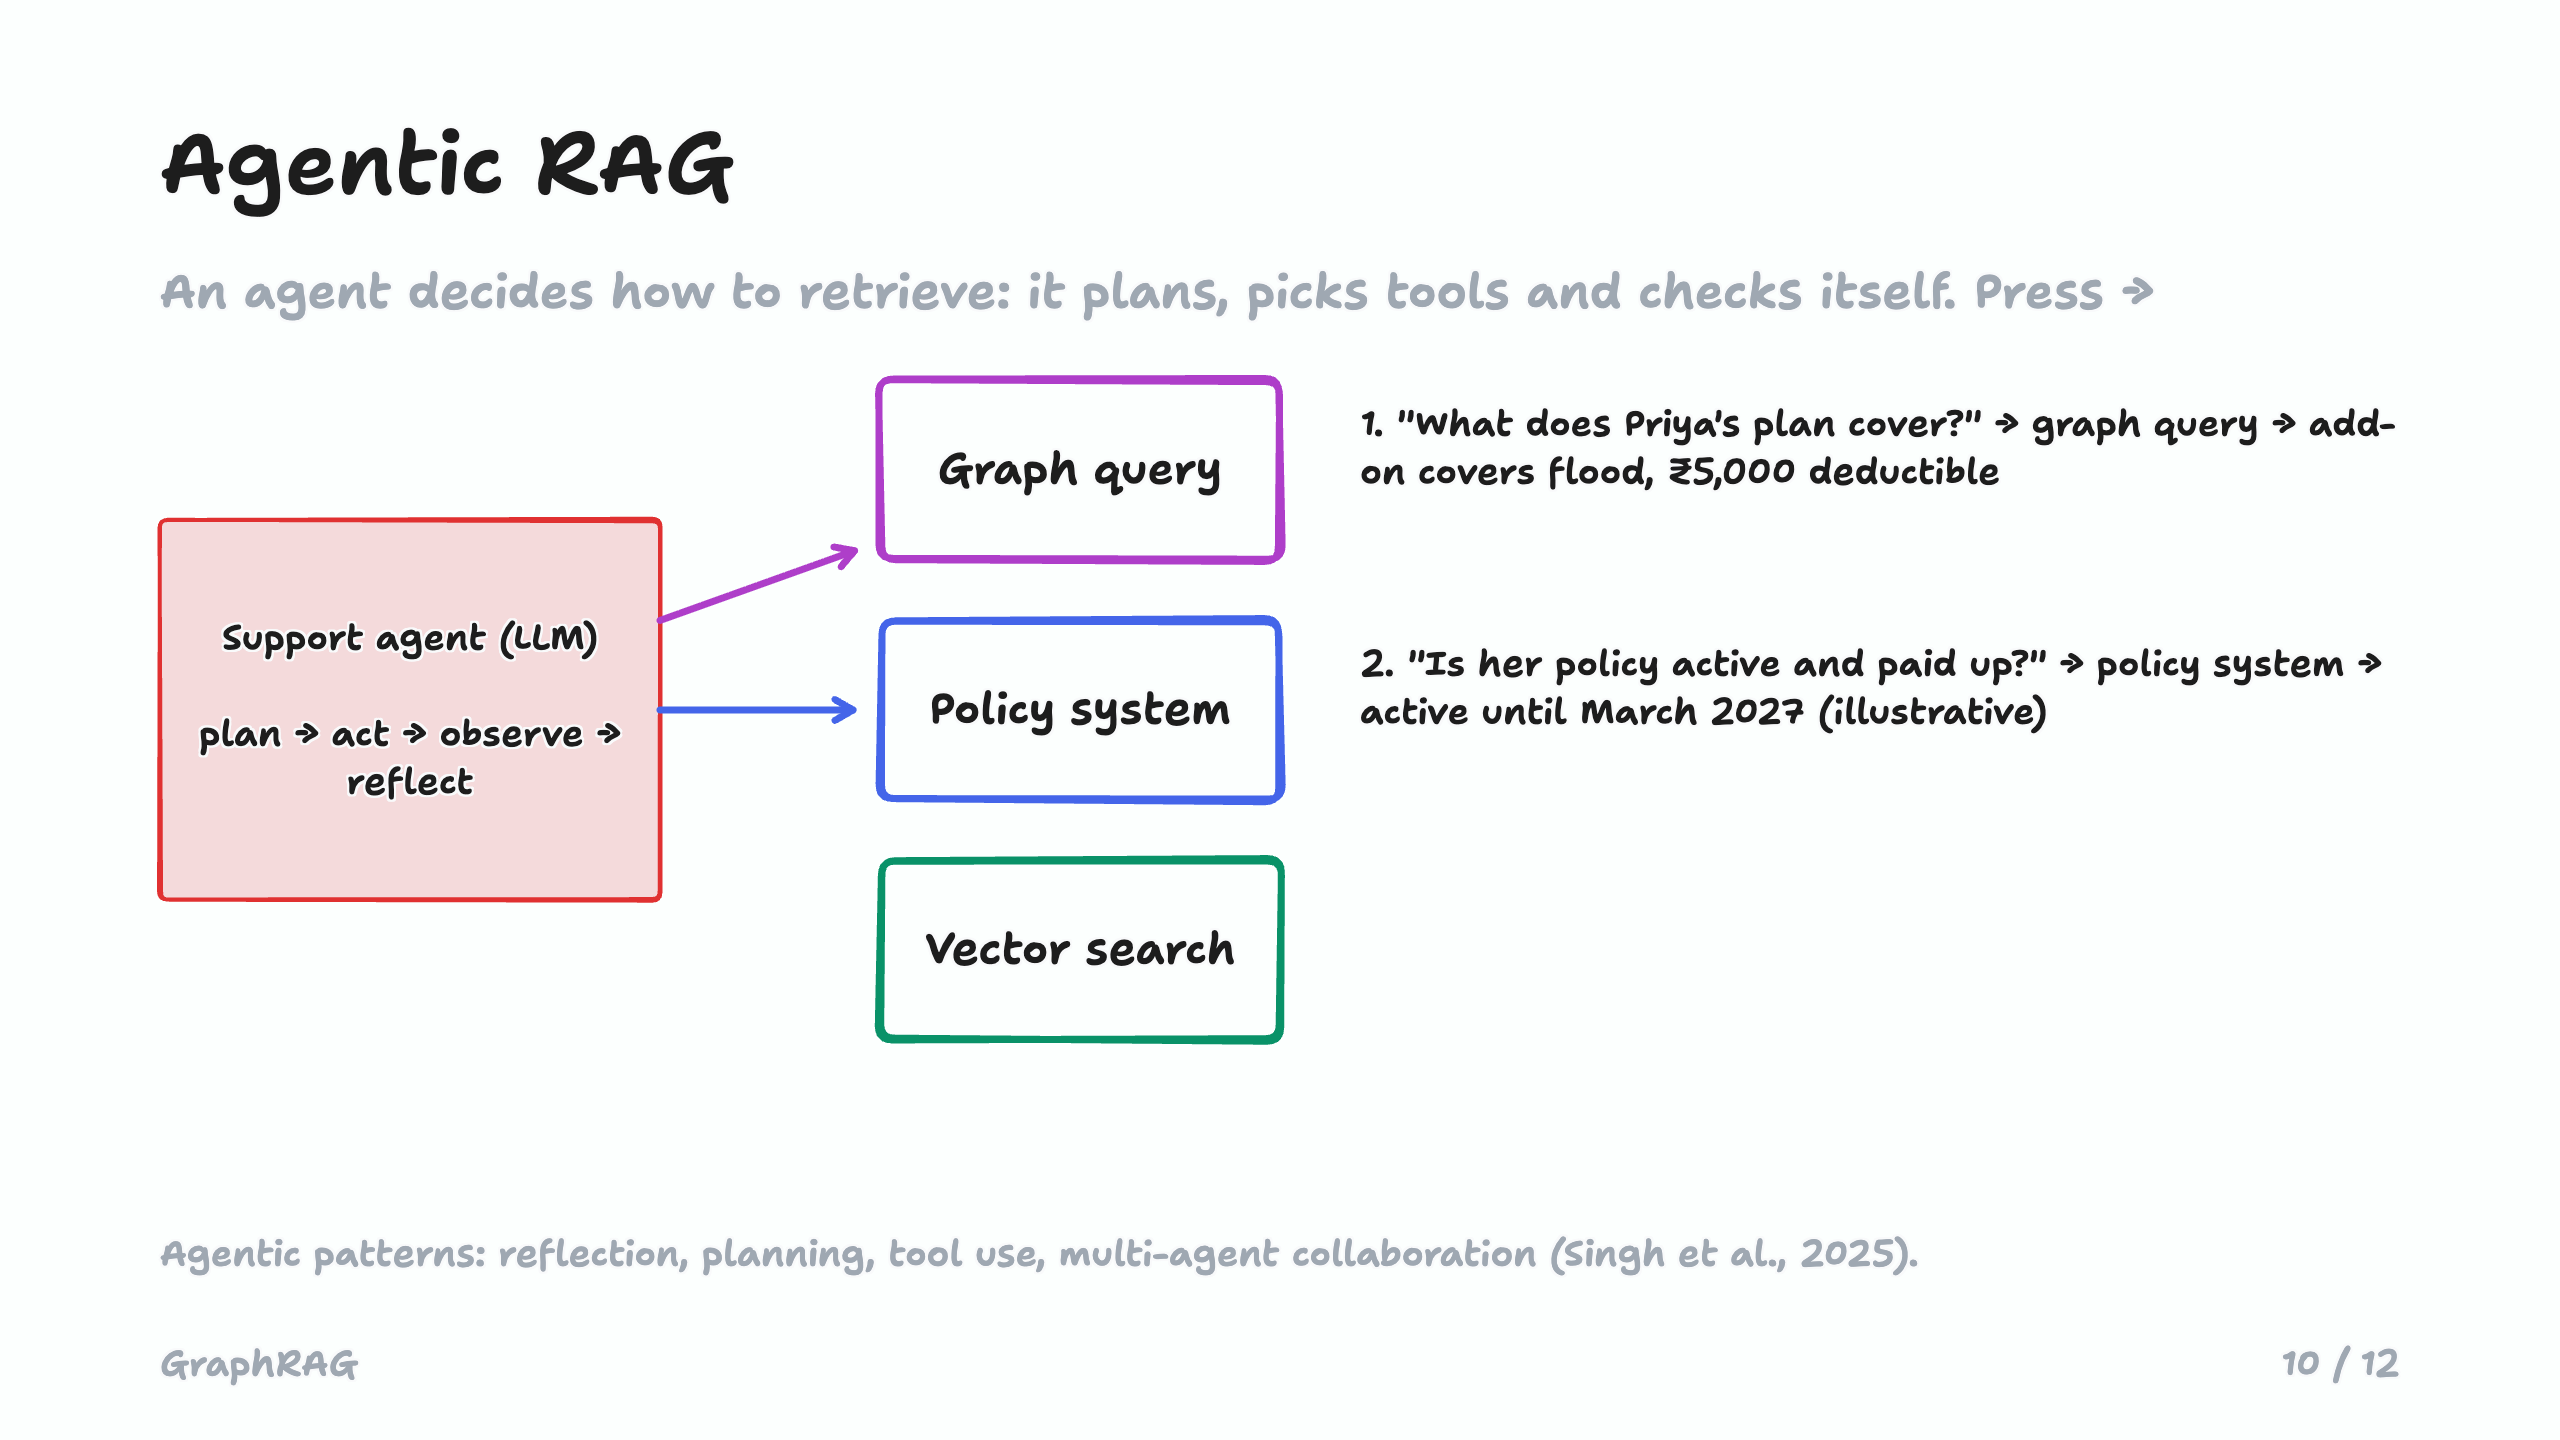 Agentic RAG
An agent decides how to retrieve: it plans, picks tools and checks itself. Press →
Graph query
1. "What does Priya's plan cover?" → graph query → add-
on covers flood, ₹5,000 deductible
Support agent (LLM)
plan → act → observe →
reflect
Policy system
2. "Is her policy active and paid up?" → policy system →
active until March 2027 (illustrative)
Vector search
Agentic patterns: reflection, planning, tool use, multi-agent collaboration (Singh et al., 2025).
GraphRAG
10 / 12